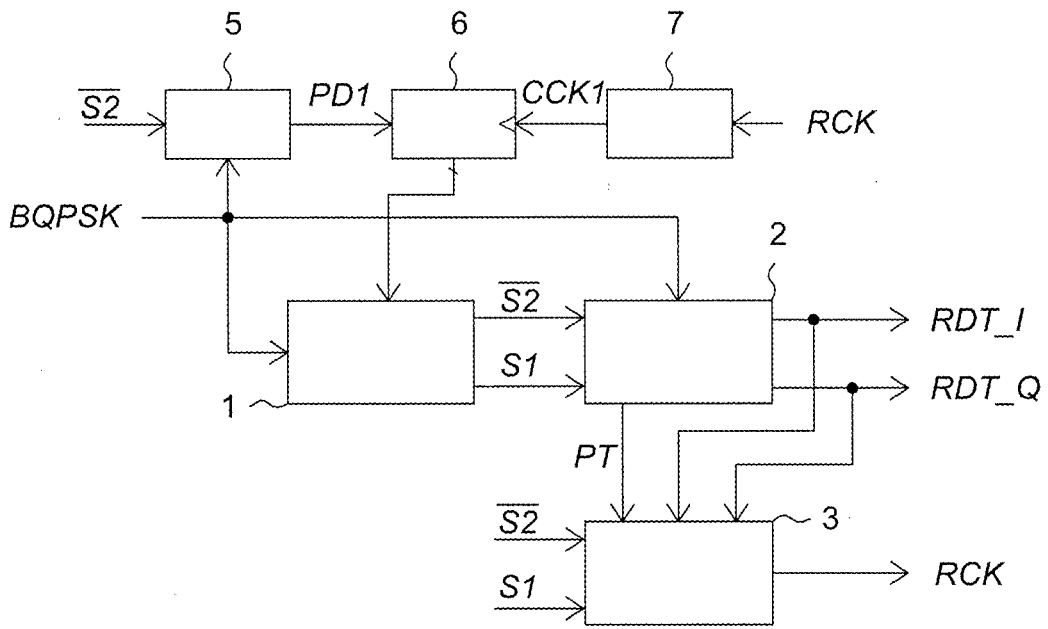 5
6
7
S2̅
PD1
CCK1
RCK
BQPSK
2
S2̅
RDT_I
S1
RDT_Q
1
PT
S2̅
3
S1
RCK